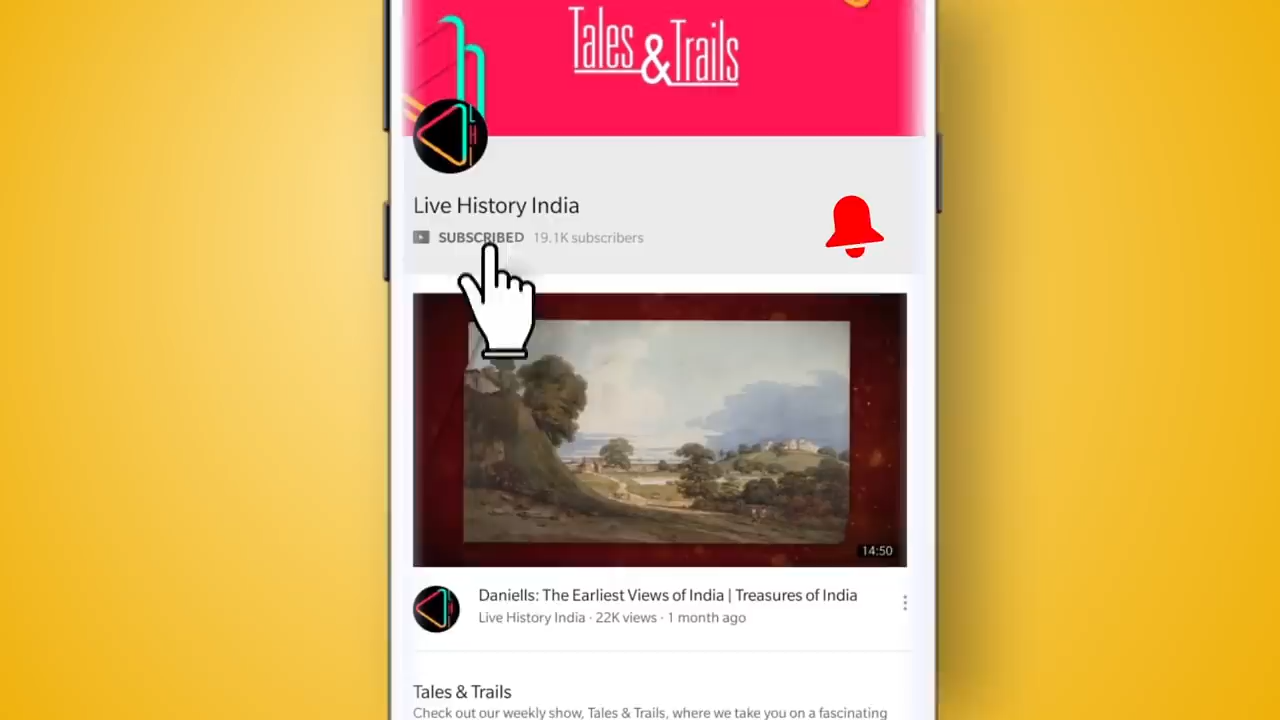 Tales & Trails
Live History India
SUBSCRIBED 19.1K subscribers
14:50
Daniells: The Earliest Views of India | Treasures of India
Live History India · 22K views · 1 month ago
Tales & Trails
Check out our weekly show, Tales & Trails, where we take you on a fascinating